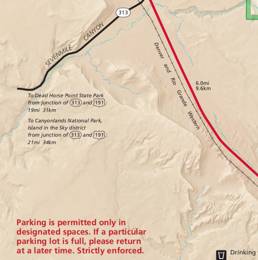 313
SEVENMILE CANYON
Denver and Rio Grande Western
6.0mi
9.6km
To Dead Horse Point State Park
from junction of 313 and 191
19mi 31km
To Canyonlands National Park,
Island in the Sky district
from junction of 313 and 191
21mi 34km
Parking is permitted only in
designated spaces. If a particular
parking lot is full, please return
at a later time. Strictly enforced.
Drinking